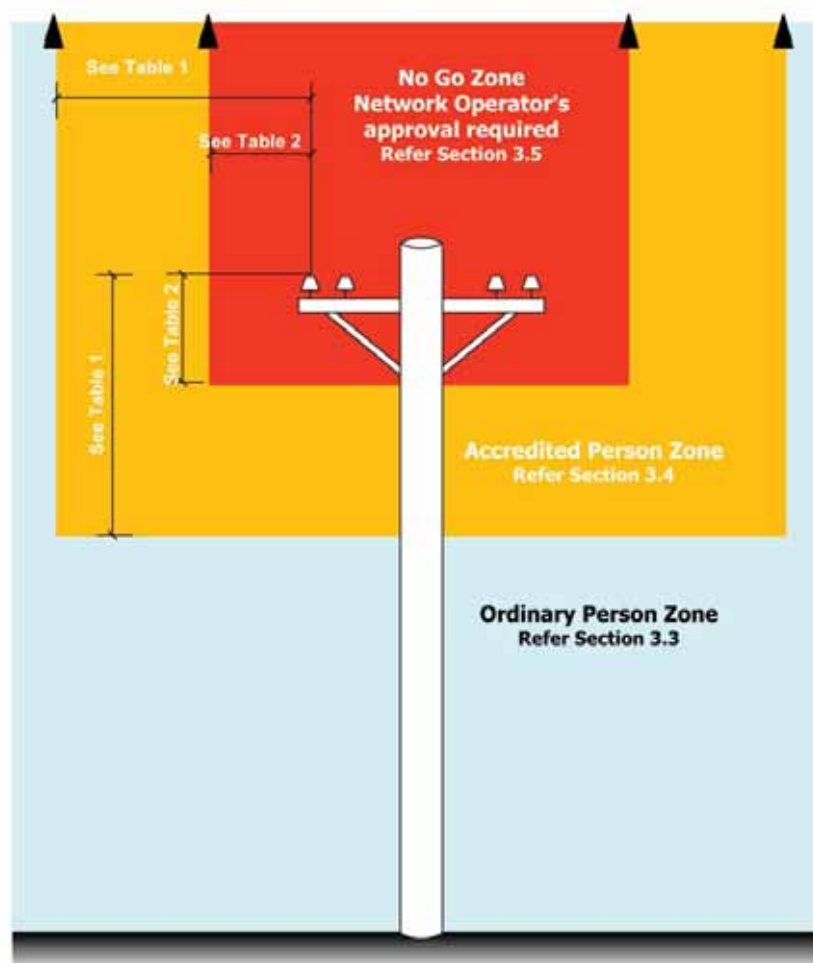 See Table 1
No Go Zone
Network Operator's
approval required
Refer Section 3.5
See Table 2
See Table 2
See Table 1
Accredited Person Zone
Refer Section 3.4
Ordinary Person Zone
Refer Section 3.3